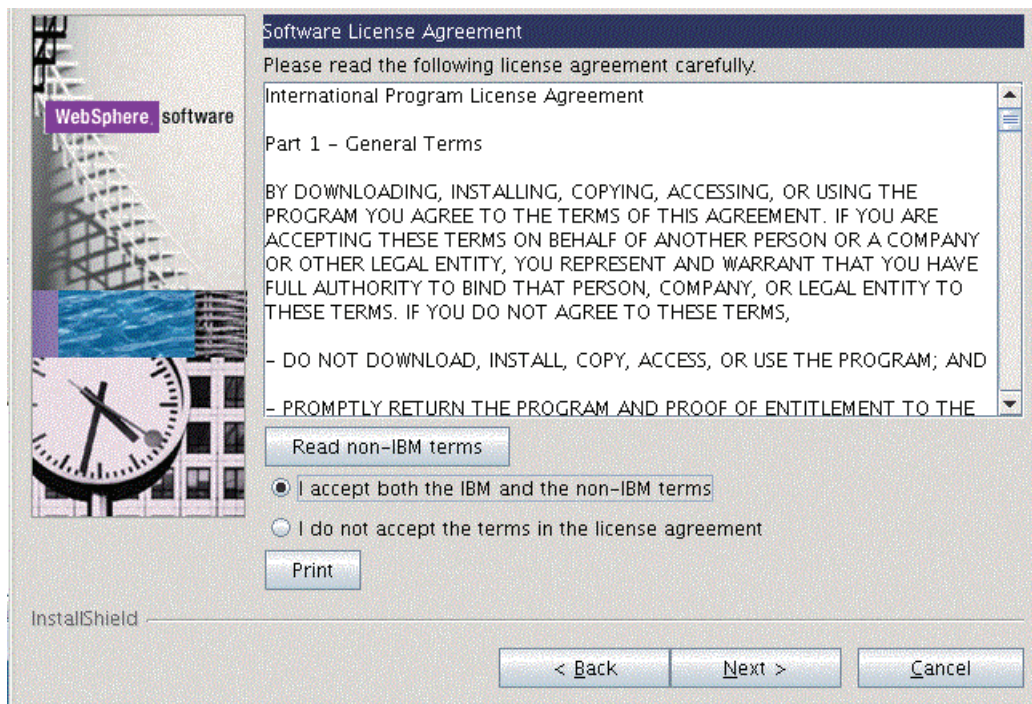 Software License Agreement
Please read the following license agreement carefully.
WebSphere. software
International Program License Agreement
Part 1 – General Terms
BY DOWNLOADING, INSTALLING, COPYING, ACCESSING, OR USING THE
PROGRAM YOU AGREE TO THE TERMS OF THIS AGREEMENT. IF YOU ARE
ACCEPTING THESE TERMS ON BEHALF OF ANOTHER PERSON OR A COMPANY
OR OTHER LEGAL ENTITY, YOU REPRESENT AND WARRANT THAT YOU HAVE
FULL AUTHORITY TO BIND THAT PERSON, COMPANY, OR LEGAL ENTITY TO
THESE TERMS. IF YOU DO NOT AGREE TO THESE TERMS,
– DO NOT DOWNLOAD, INSTALL, COPY, ACCESS, OR USE THE PROGRAM; AND
– PROMPTLY RETURN THE PROGRAM AND PROOF OF ENTITLEMENT TO THE
Read non-IBM terms
I accept both the IBM and the non-IBM terms
I do not accept the terms in the license agreement
Print
InstallShield
< Back
Next >
Cancel